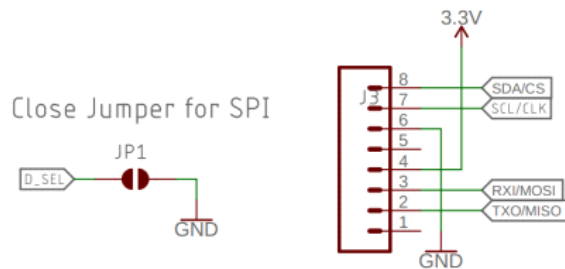 3.3V
8 SDA/CS
J3 7 SCL/CLK
Close Jumper for SPI
6
5
JP1
4
D_SEL
3 RXI/MOSI
2 TXO/MISO
1
GND
GND